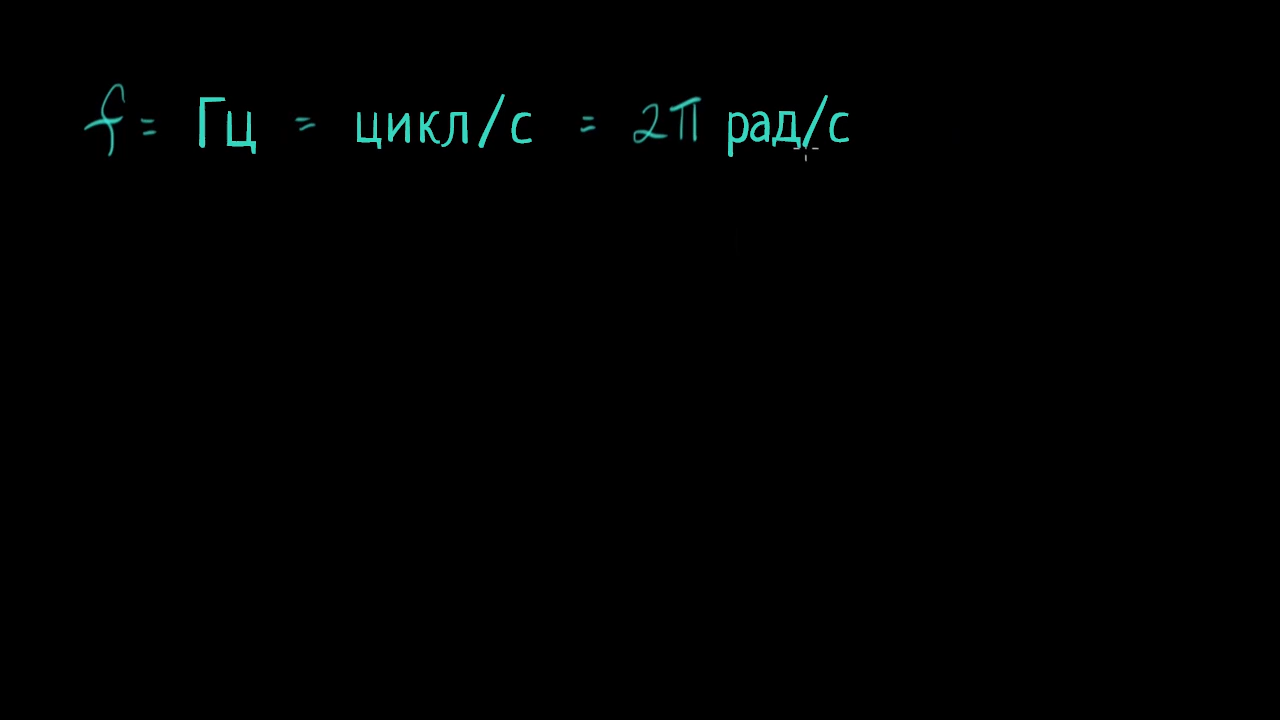 f = Гц = цикл/с = 2π рад/с